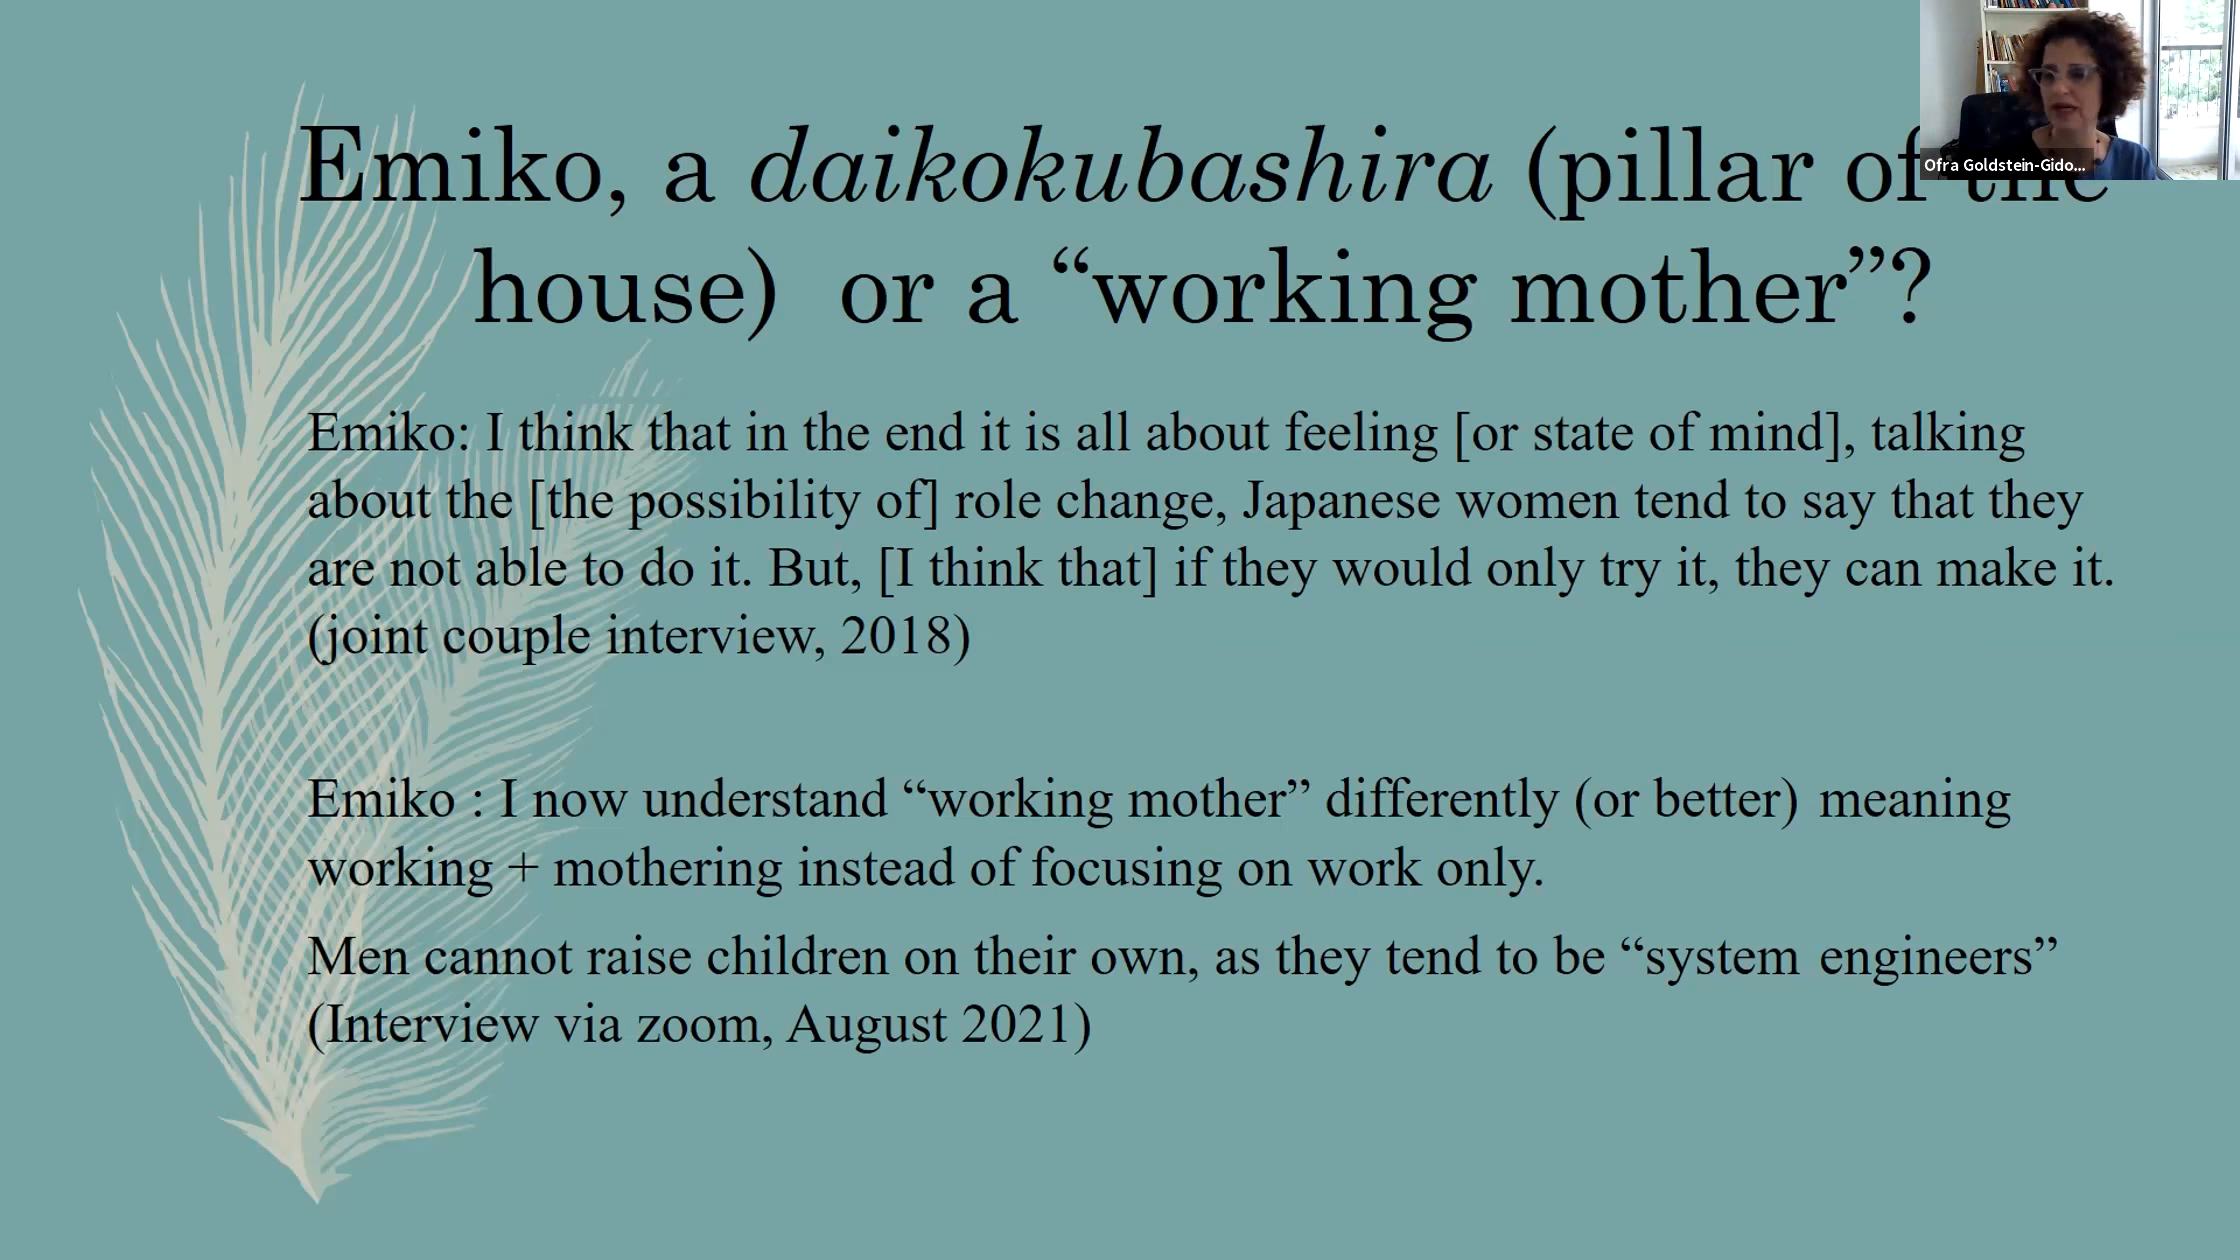 Emiko, a daikokubashira (pillar of the
house)  or a “working mother”?
Ofra Goldstein-Gido...
Emiko: I think that in the end it is all about feeling [or state of mind], talking
about the [the possibility of] role change, Japanese women tend to say that they
are not able to do it. But, [I think that] if they would only try it, they can make it.
(joint couple interview, 2018)
Emiko : I now understand “working mother” differently (or better) meaning
working + mothering instead of focusing on work only.
Men cannot raise children on their own, as they tend to be “system engineers”
(Interview via zoom, August 2021)